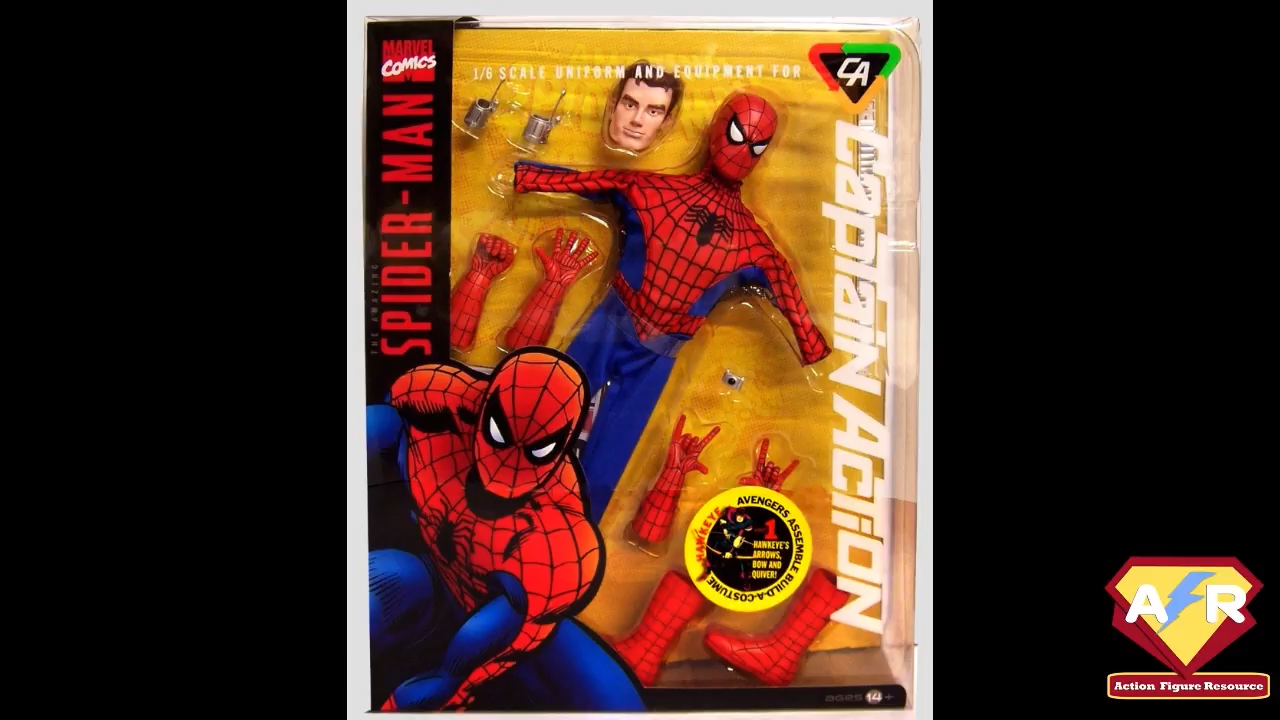 MARVEL
COMICS
THE AMAZING
SPIDER-MAN
1/6 SCALE UNIFORM AND EQUIPMENT FOR
CA
Captain Action
AVENGERS ASSEMBLE BUILD-A-COSTUME
HAWKEYE
1
HAWKEYE'S
ARROWS,
BOW AND
QUIVER!
ages 14+
AFR
Action Figure Resource